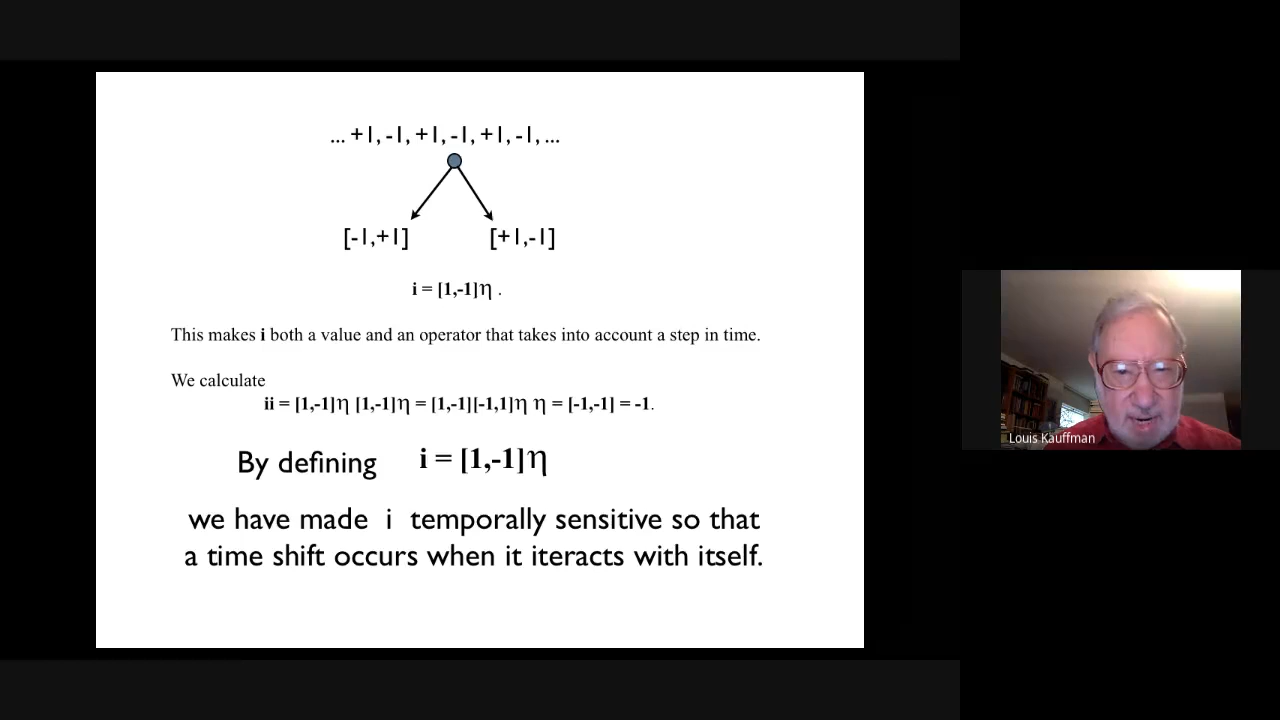 ... +1, -1, +1, -1, +1, -1, ...
[-1,+1] [+1,-1]
i = [1,-1]η .
This makes i both a value and an operator that takes into account a step in time.
We calculate
ii = [1,-1]η [1,-1]η = [1,-1][-1,1]η η = [-1,-1] = -1.
By defining i = [1,-1]η
we have made i temporally sensitive so that
a time shift occurs when it iteracts with itself.
Louis Kauffman